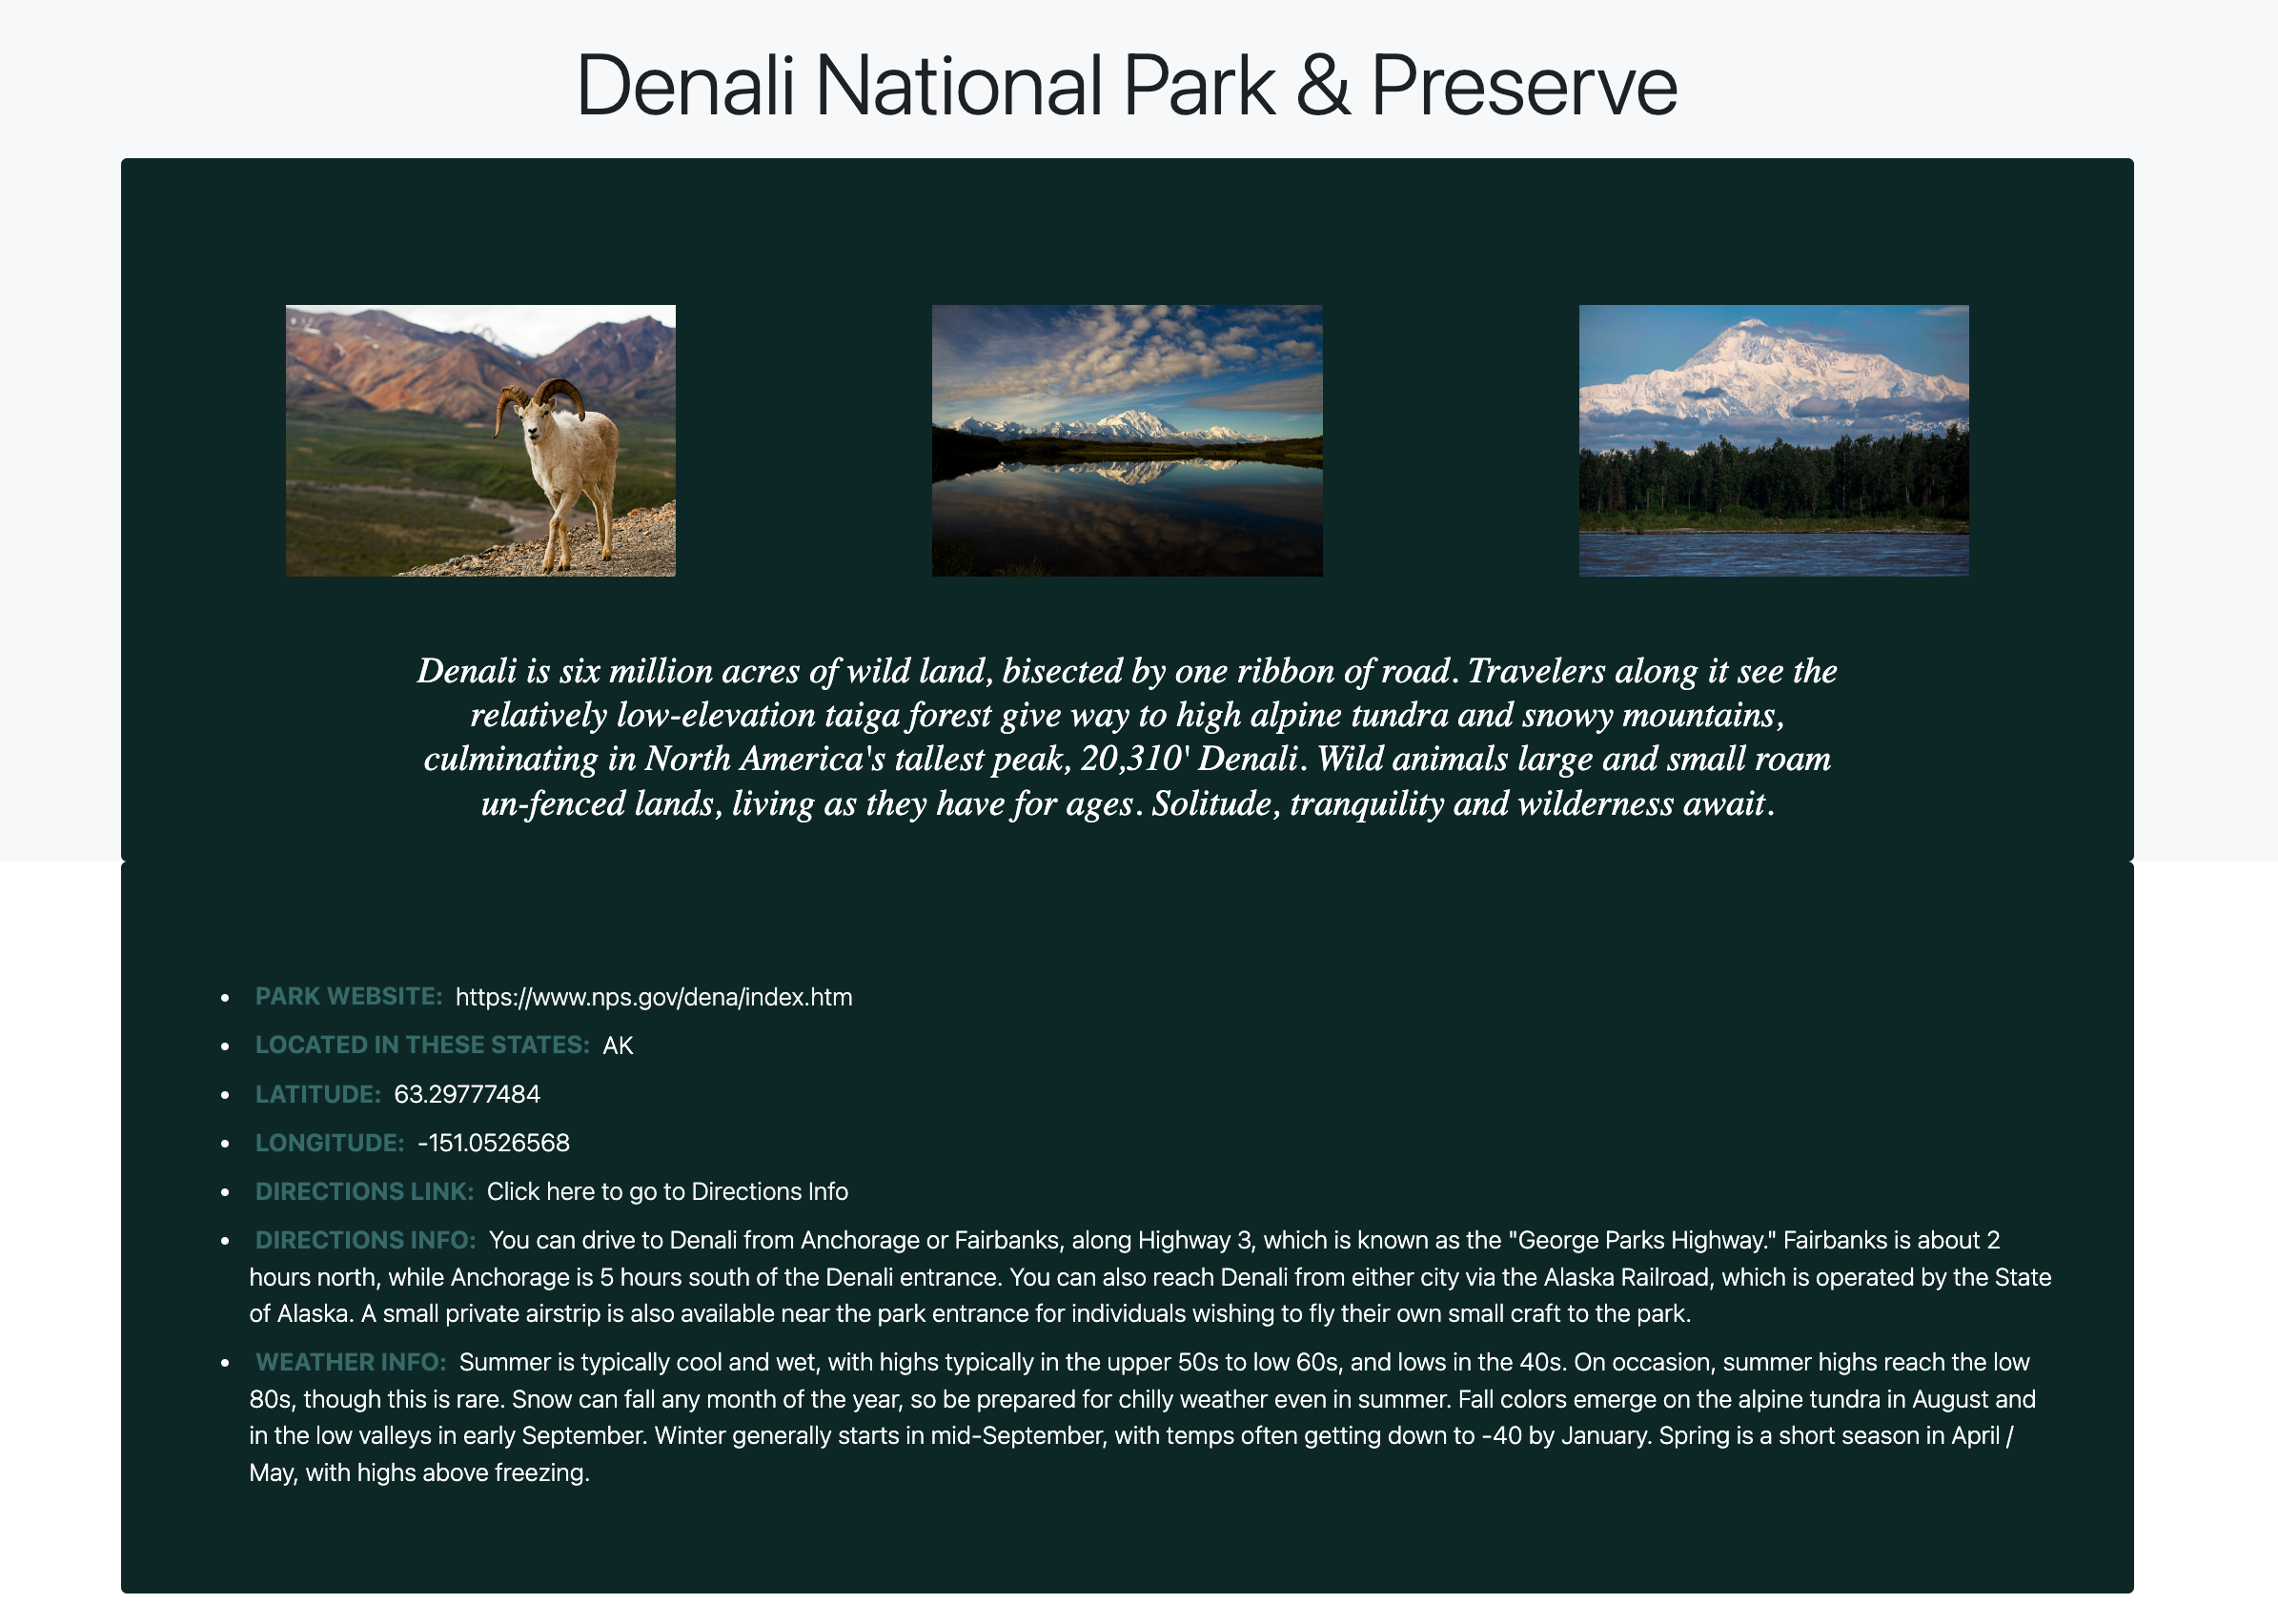 Denali National Park & Preserve
Denali is six million acres of wild land, bisected by one ribbon of road. Travelers along it see the
relatively low-elevation taiga forest give way to high alpine tundra and snowy mountains,
culminating in North America's tallest peak, 20,310' Denali. Wild animals large and small roam
un-fenced lands, living as they have for ages. Solitude, tranquility and wilderness await.
• PARK WEBSITE: https://www.nps.gov/dena/index.htm
• LOCATED IN THESE STATES: AK
• LATITUDE: 63.29777484
• LONGITUDE: -151.0526568
• DIRECTIONS LINK: Click here to go to Directions Info
• DIRECTIONS INFO: You can drive to Denali from Anchorage or Fairbanks, along Highway 3, which is known as the "George Parks Highway." Fairbanks is about 2
hours north, while Anchorage is 5 hours south of the Denali entrance. You can also reach Denali from either city via the Alaska Railroad, which is operated by the State
of Alaska. A small private airstrip is also available near the park entrance for individuals wishing to fly their own small craft to the park.
• WEATHER INFO: Summer is typically cool and wet, with highs typically in the upper 50s to low 60s, and lows in the 40s. On occasion, summer highs reach the low
80s, though this is rare. Snow can fall any month of the year, so be prepared for chilly weather even in summer. Fall colors emerge on the alpine tundra in August and
in the low valleys in early September. Winter generally starts in mid-September, with temps often getting down to -40 by January. Spring is a short season in April /
May, with highs above freezing.